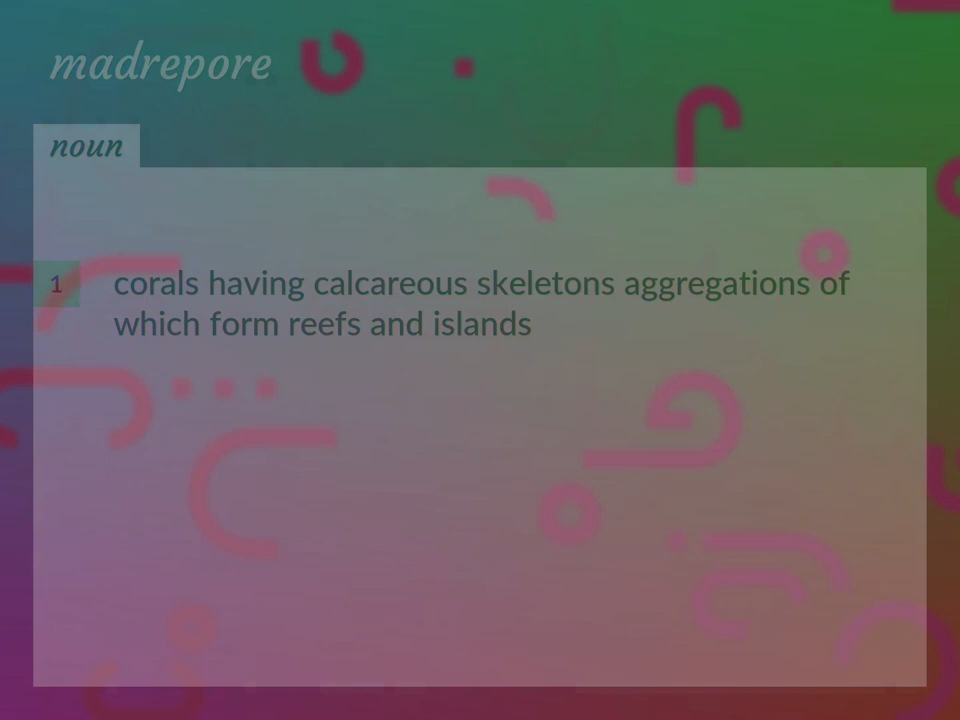 madrepore
noun
1 corals having calcareous skeletons aggregations of
which form reefs and islands